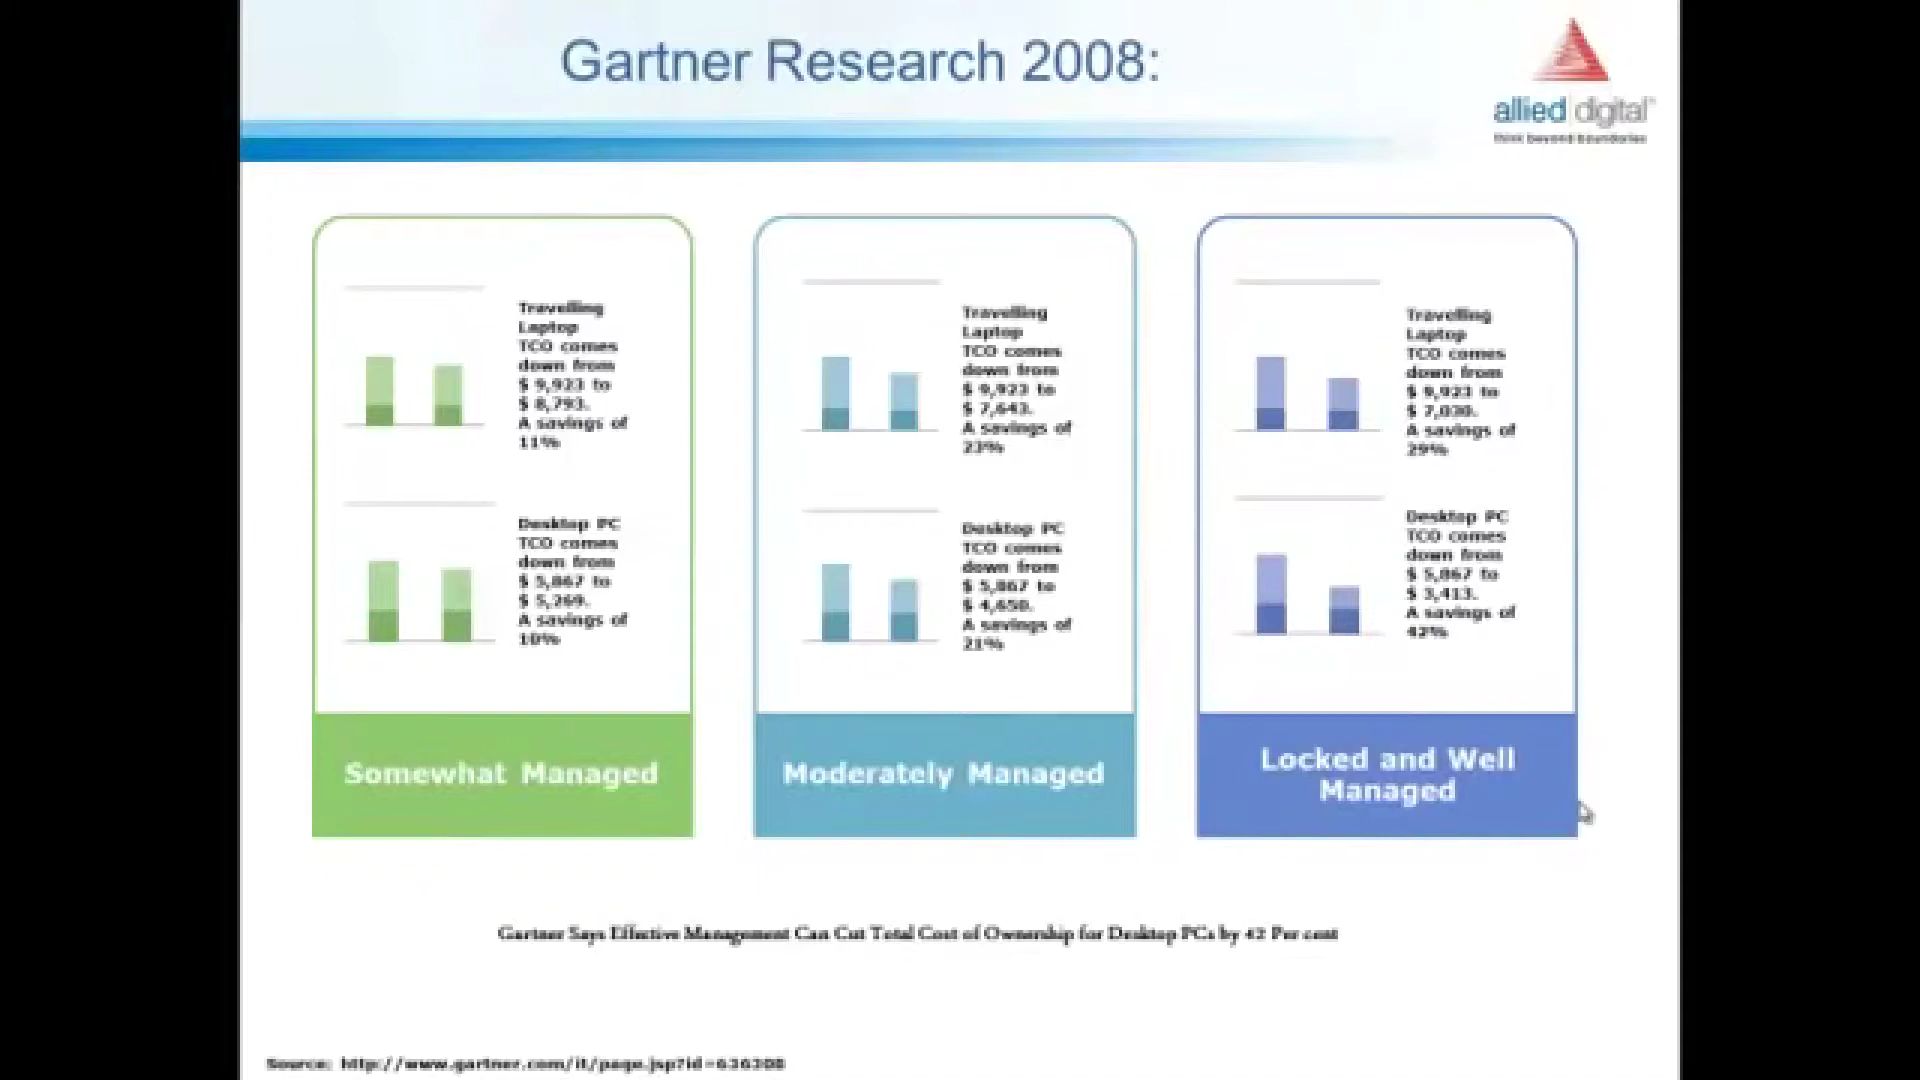 Gartner Research 2008:
allied digital
think beyond boundaries
Travelling
Laptop
TCO comes
down from
$ 9,923 to
$ 8,793.
A savings of
11%
Desktop PC
TCO comes
down from
$ 5,867 to
$ 5,269.
A savings of
10%
Somewhat Managed
Travelling
Laptop
TCO comes
down from
$ 9,923 to
$ 7,643.
A savings of
23%
Desktop PC
TCO comes
down from
$ 5,867 to
$ 4,650.
A savings of
21%
Moderately Managed
Travelling
Laptop
TCO comes
down from
$ 9,923 to
$ 7,030.
A savings of
29%
Desktop PC
TCO comes
down from
$ 5,867 to
$ 3,413.
A savings of
42%
Locked and Well
Managed
Gartner Says Effective Management Can Cut Total Cost of Ownership for Desktop PCs by 42 Per cent
Source: http://www.gartner.com/it/page.jsp?id=636308